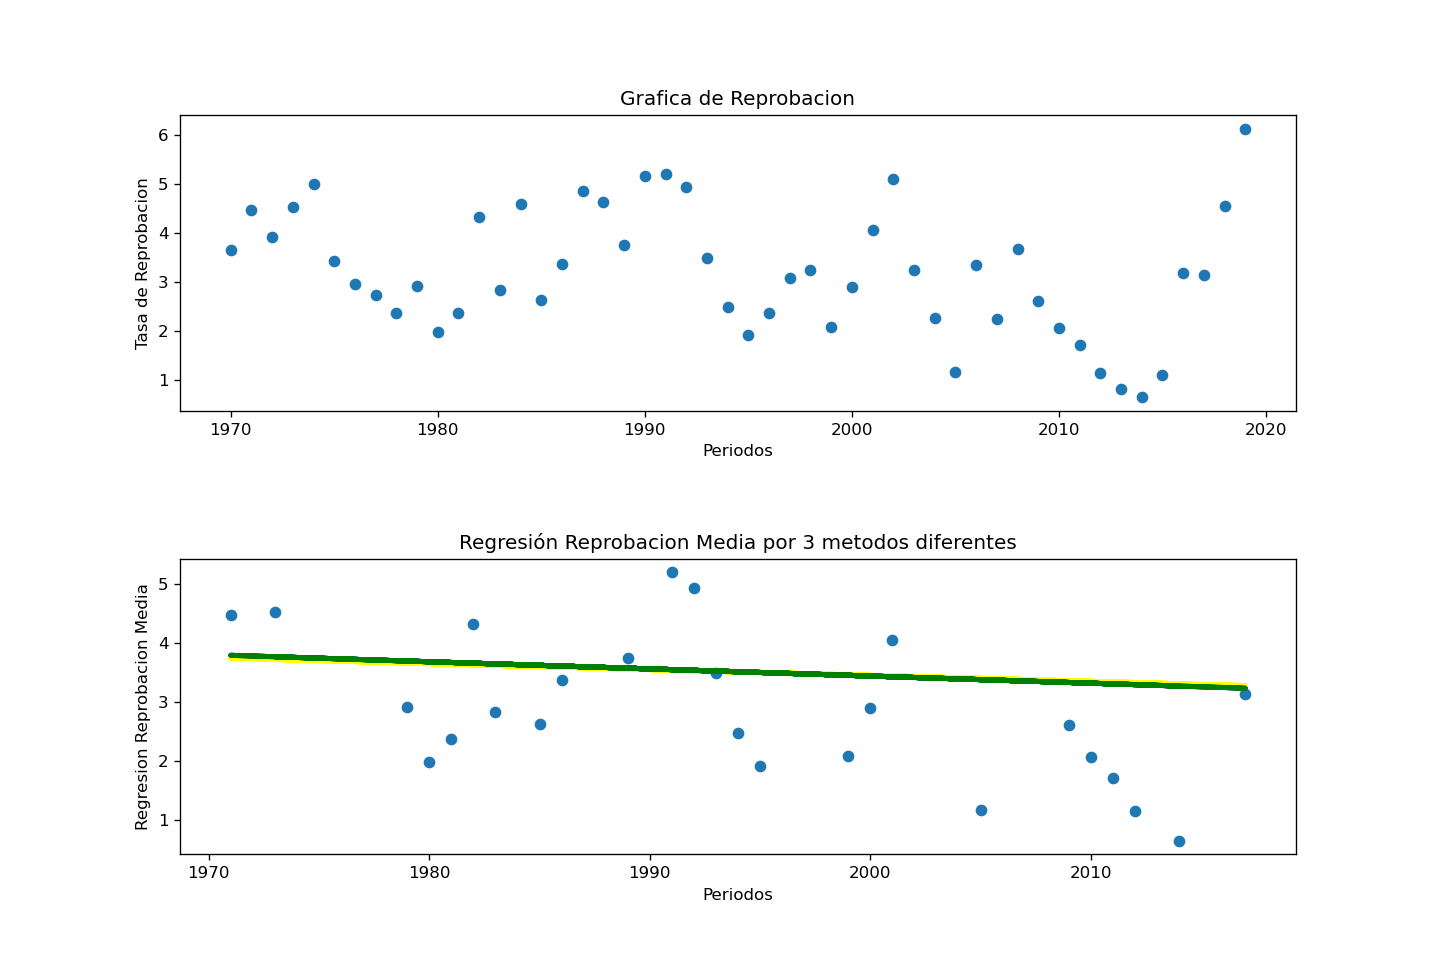 Grafica de Reprobacion
Tasa de Reprobacion
6
5
4
3
2
1
1970 1980 1990 2000 2010 2020
Periodos
Regresión Reprobacion Media por 3 metodos diferentes
Regresion Reprobacion Media
5
4
3
2
1
1970 1980 1990 2000 2010
Periodos